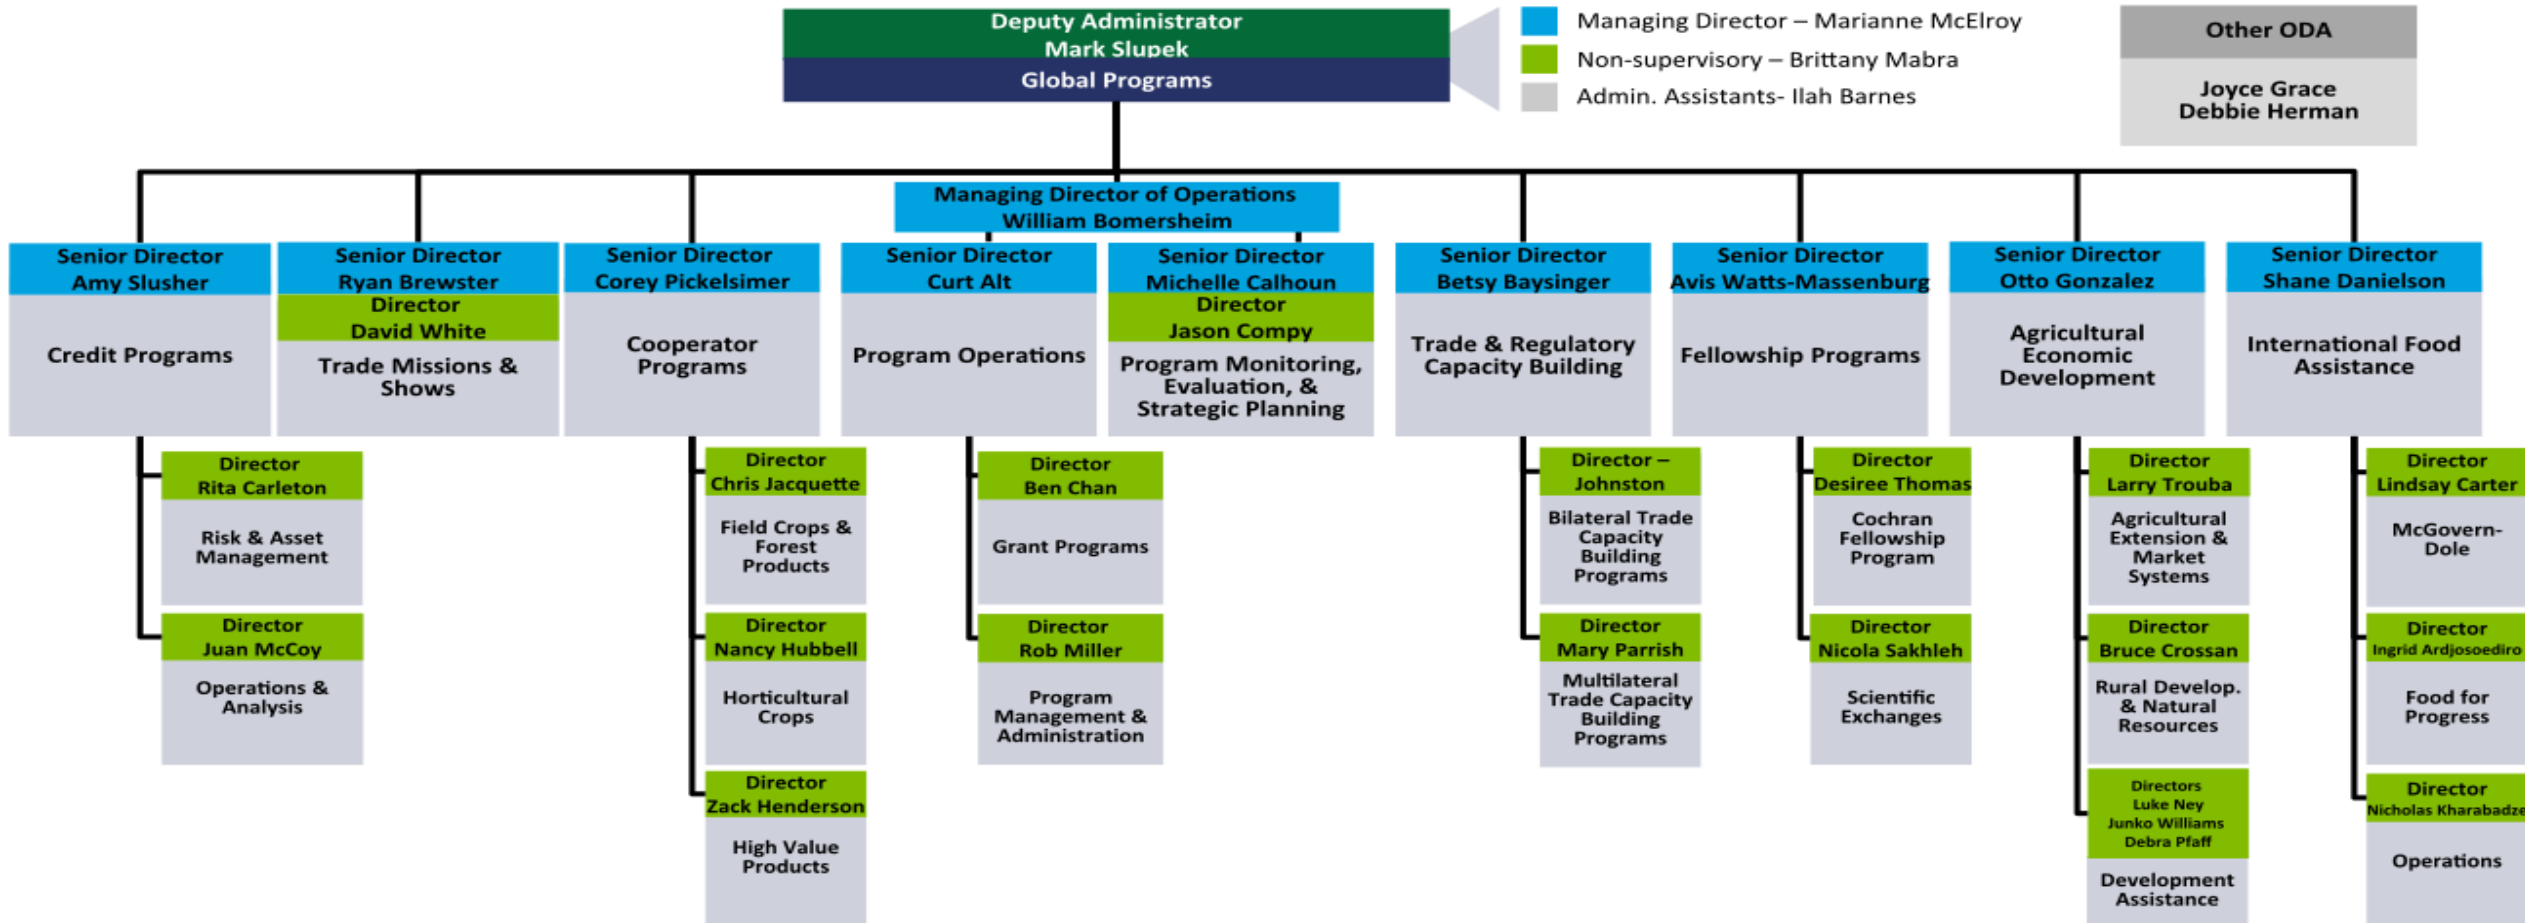 Deputy Administrator
Mark Slupek
Global Programs
Managing Director – Marianne McElroy
Non-supervisory – Brittany Mabra
Admin. Assistants- Ilah Barnes
Other ODA
Joyce Grace
Debbie Herman
Managing Director of Operations
William Bomersheim
Senior Director
Amy Slusher
Credit Programs
Director
Rita Carleton
Risk & Asset
Management
Director
Juan McCoy
Operations &
Analysis
Senior Director
Ryan Brewster
Director
David White
Trade Missions &
Shows
Senior Director
Corey Pickelsimer
Cooperator
Programs
Director
Chris Jacquette
Field Crops &
Forest
Products
Director
Nancy Hubbell
Horticultural
Crops
Director
Zack Henderson
High Value
Products
Senior Director
Curt Alt
Program Operations
Director
Ben Chan
Grant Programs
Director
Rob Miller
Program
Management &
Administration
Senior Director
Michelle Calhoun
Director
Jason Compy
Program Monitoring,
Evaluation, &
Strategic Planning
Senior Director
Betsy Baysinger
Trade & Regulatory
Capacity Building
Director –
Johnston
Bilateral Trade
Capacity
Building
Programs
Director
Mary Parrish
Multilateral
Trade Capacity
Building
Programs
Senior Director
Avis Watts-Massenburg
Fellowship Programs
Director
Desiree Thomas
Cochran
Fellowship
Program
Director
Nicola Sakhleh
Scientific
Exchanges
Senior Director
Otto Gonzalez
Agricultural
Economic
Development
Director
Larry Trouba
Agricultural
Extension &
Market
Systems
Director
Bruce Crossan
Rural Develop.
& Natural
Resources
Directors
Luke Ney
Junko Williams
Debra Pfaff
Development
Assistance
Senior Director
Shane Danielson
International Food
Assistance
Director
Lindsay Carter
McGovern-
Dole
Director
Ingrid Ardjosoediro
Food for
Progress
Director
Nicholas Kharabadze
Operations